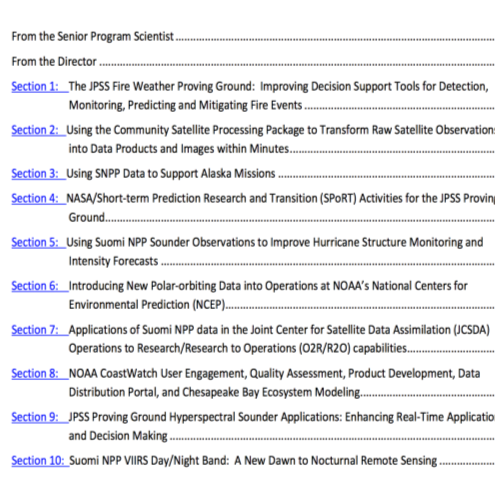 From the Senior Program Scientist ........................................................................
From the Director ........................................................................
Section 1: The JPSS Fire Weather Proving Ground: Improving Decision Support Tools for Detection,
Monitoring, Predicting and Mitigating Fire Events ........................................
Section 2: Using the Community Satellite Processing Package to Transform Raw Satellite Observations
into Data Products and Images within Minutes........................................
Section 3: Using SNPP Data to Support Alaska Missions ........................................
Section 4: NASA/Short-term Prediction Research and Transition (SPoRT) Activities for the JPSS Proving
Ground........................................
Section 5: Using Suomi NPP Sounder Observations to Improve Hurricane Structure Monitoring and
Intensity Forecasts ........................................
Section 6: Introducing New Polar-orbiting Data into Operations at NOAA's National Centers for
Environmental Prediction (NCEP)........................................
Section 7: Applications of Suomi NPP data in the Joint Center for Satellite Data Assimilation (JCSDA)
Operations to Research/Research to Operations (O2R/R2O) capabilities........................
Section 8: NOAA CoastWatch User Engagement, Quality Assessment, Product Development, Data
Distribution Portal, and Chesapeake Bay Ecosystem Modeling........................
Section 9: JPSS Proving Ground Hyperspectral Sounder Applications: Enhancing Real-Time Applicatio
and Decision Making ........................................
Section 10: Suomi NPP VIIRS Day/Night Band: A New Dawn to Nocturnal Remote Sensing ................